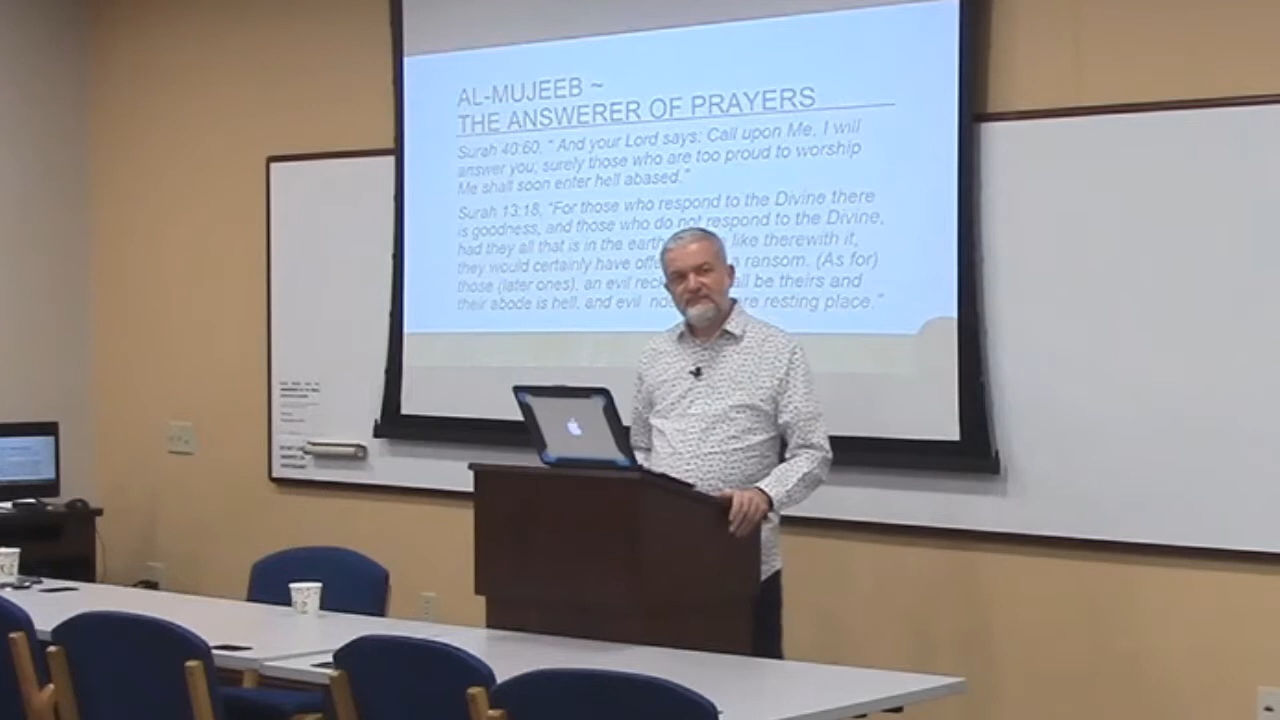 AL-MUJEEB ~
THE ANSWERER OF PRAYERS
Surah 40:60, " And your Lord says: Call upon Me, I will
answer you; surely those who are too proud to worship
Me shall soon enter hell abased."
Surah 13:18, "For those who respond to the Divine there
is goodness, and those who do not respond to the Divine,
had they all that is in the earth like therewith it,
they would certainly have a ransom. (As for)
those (later ones), an evil be theirs and
their abode is hell, and evil resting place."